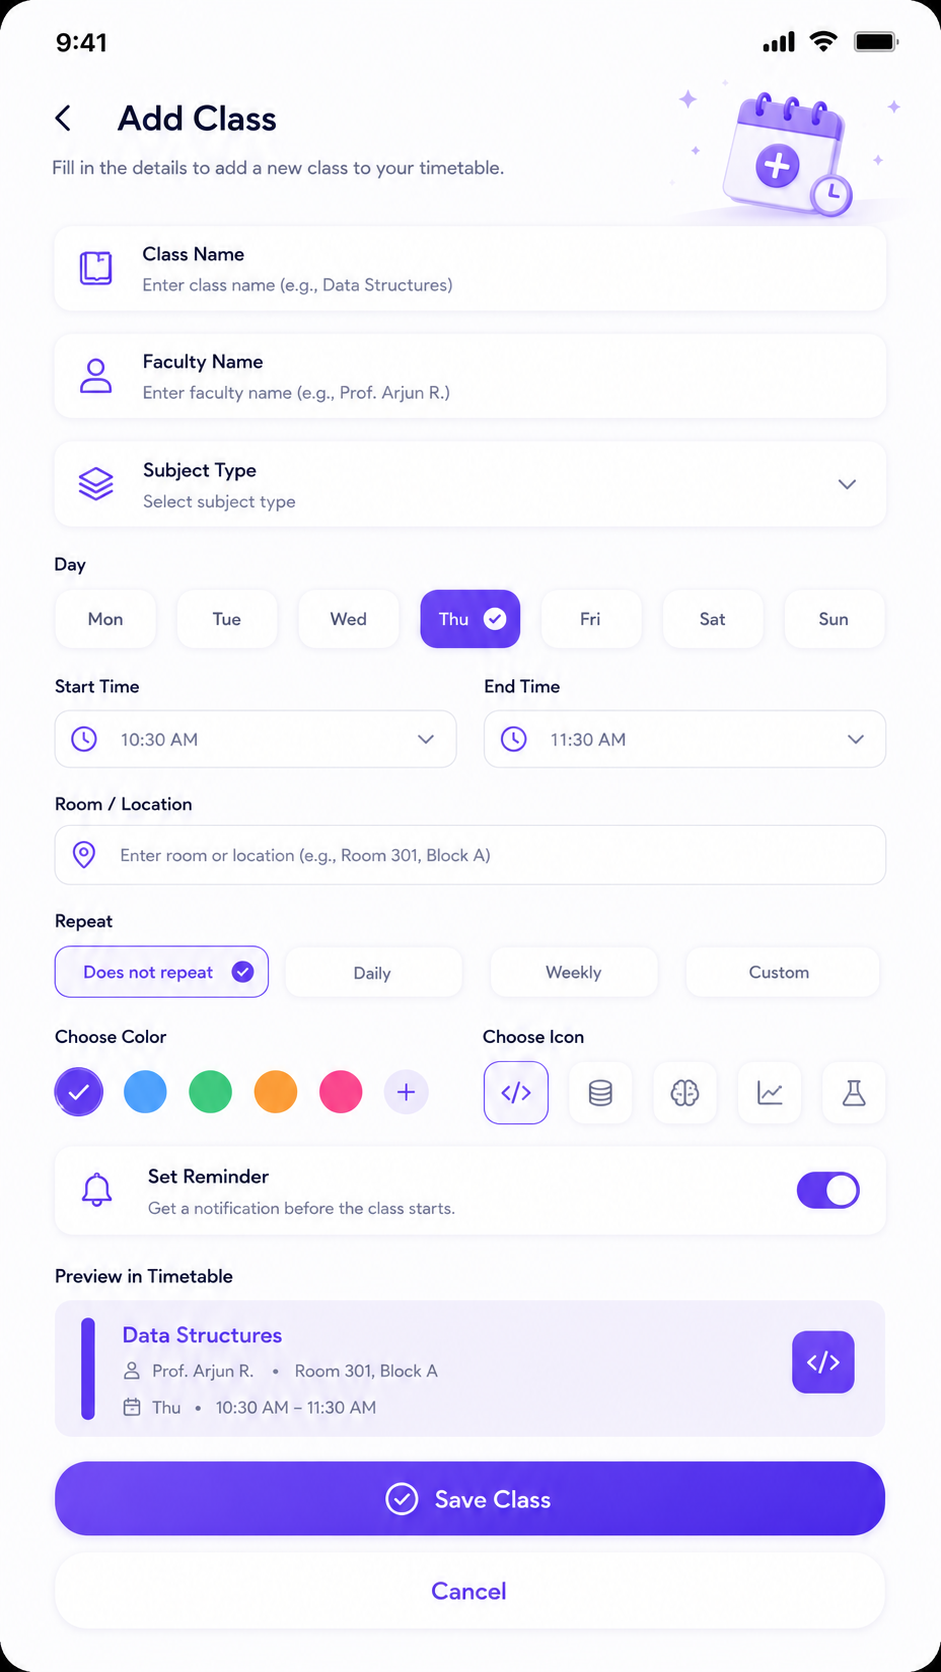 9:41
Add Class
Fill in the details to add a new class to your timetable.
Class Name
Enter class name (e.g., Data Structures)
Faculty Name
Enter faculty name (e.g., Prof. Arjun R.)
Subject Type
Select subject type
Day
Mon Tue Wed Thu Fri Sat Sun
Start Time End Time
10:30 AM 11:30 AM
Room / Location
Enter room or location (e.g., Room 301, Block A)
Repeat
Does not repeat Daily Weekly Custom
Choose Color Choose Icon
Set Reminder
Get a notification before the class starts.
Preview in Timetable
Data Structures
Prof. Arjun R. • Room 301, Block A
Thu • 10:30 AM – 11:30 AM
Save Class
Cancel